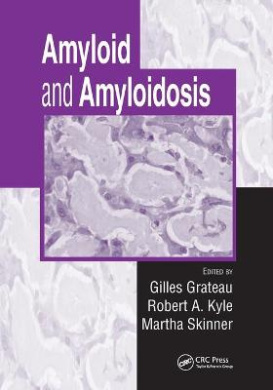 Amyloid
and Amyloidosis
EDITED BY
Gilles Grateau
Robert A. Kyle
Martha Skinner
CRC Press
Taylor & Francis Group